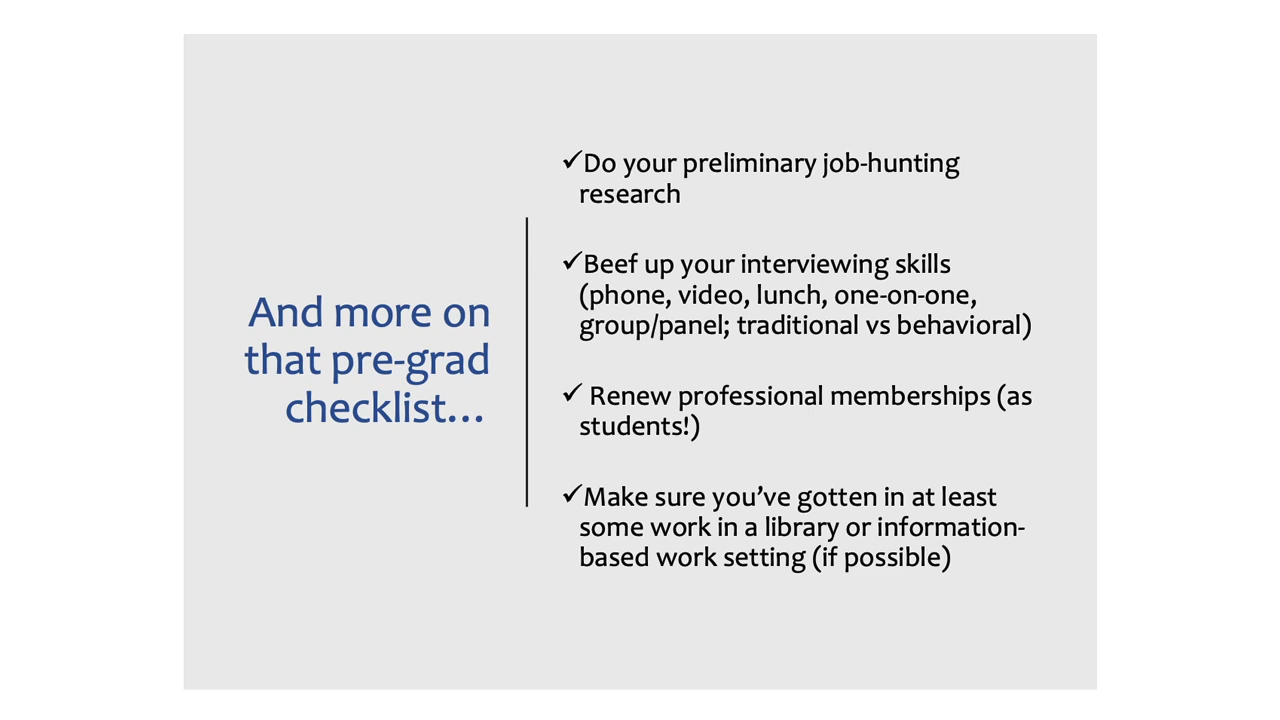 And more on
that pre-grad
checklist…
✓Do your preliminary job-hunting
research
✓Beef up your interviewing skills
(phone, video, lunch, one-on-one,
group/panel; traditional vs behavioral)
✓ Renew professional memberships (as
students!)
✓Make sure you’ve gotten in at least
some work in a library or information-
based work setting (if possible)